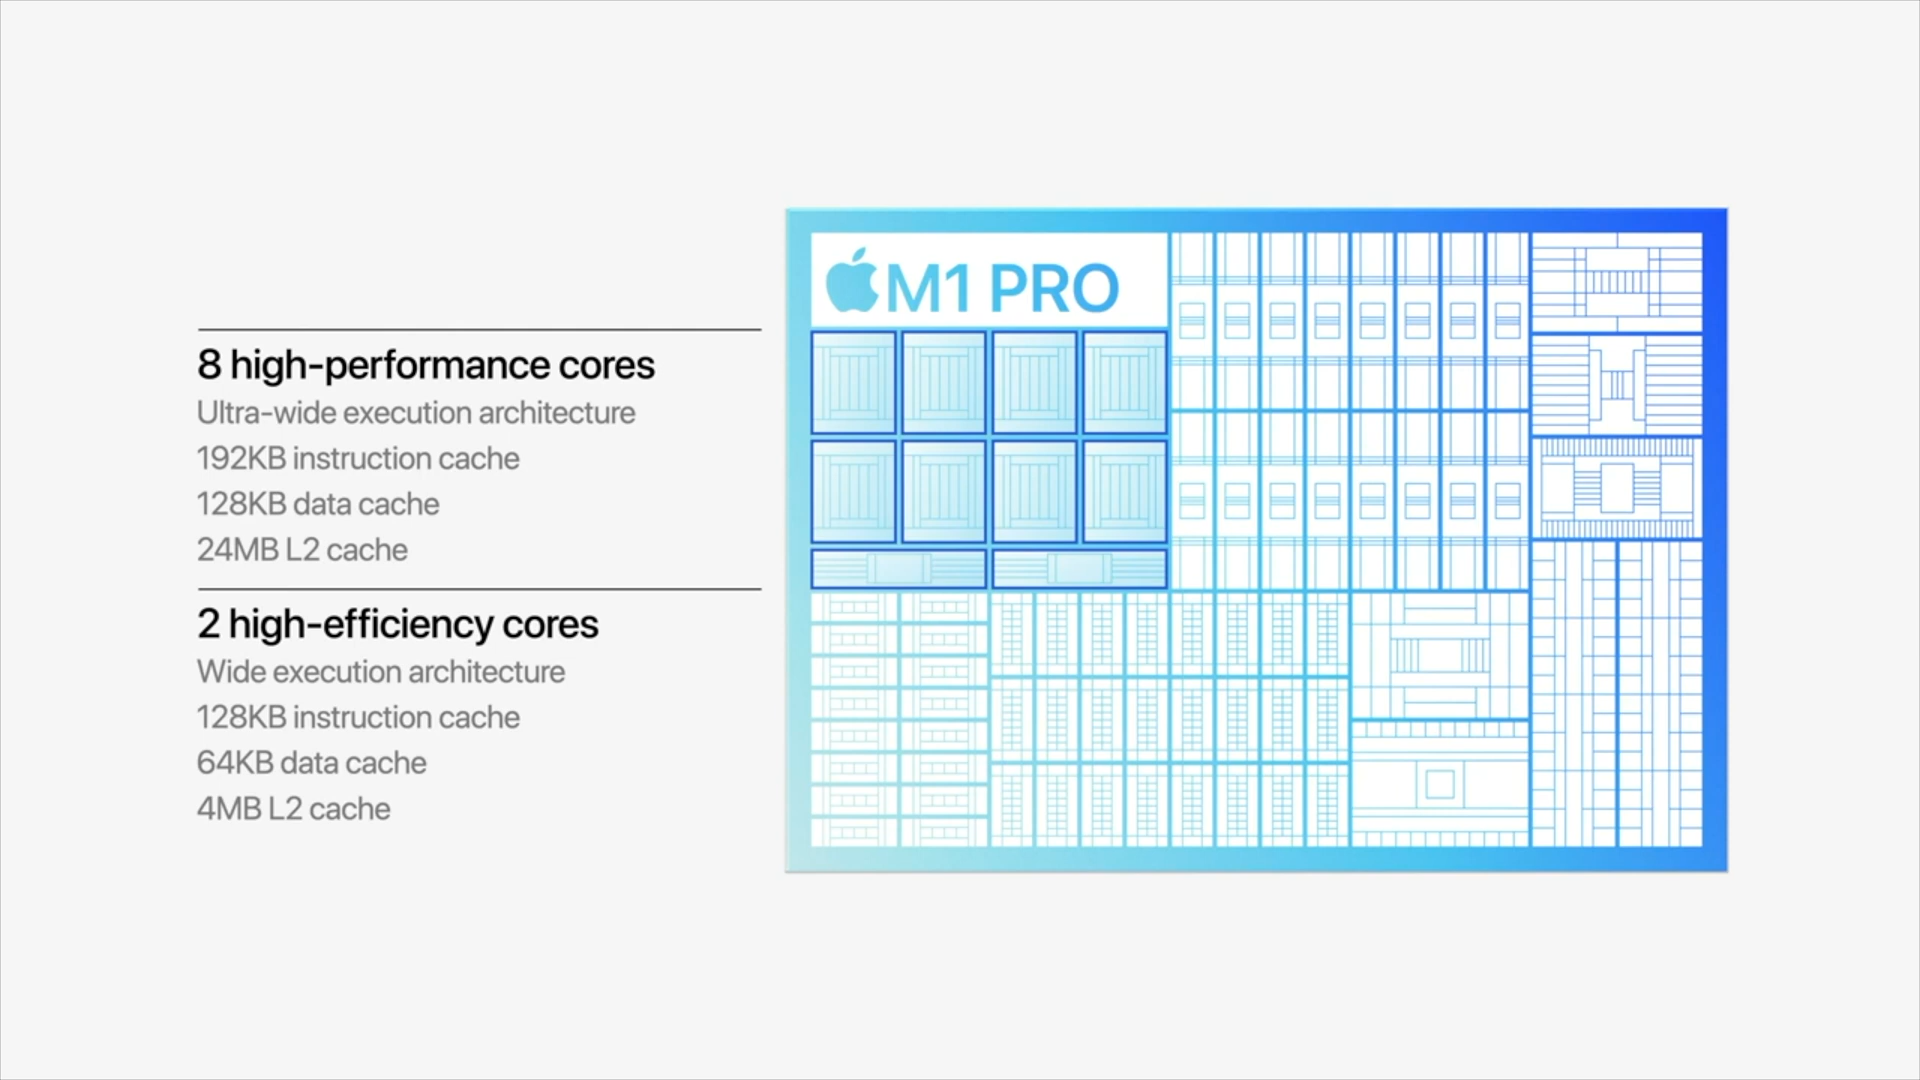 8 high-performance cores
Ultra-wide execution architecture
192KB instruction cache
128KB data cache
24MB L2 cache
2 high-efficiency cores
Wide execution architecture
128KB instruction cache
64KB data cache
4MB L2 cache
M1 PRO